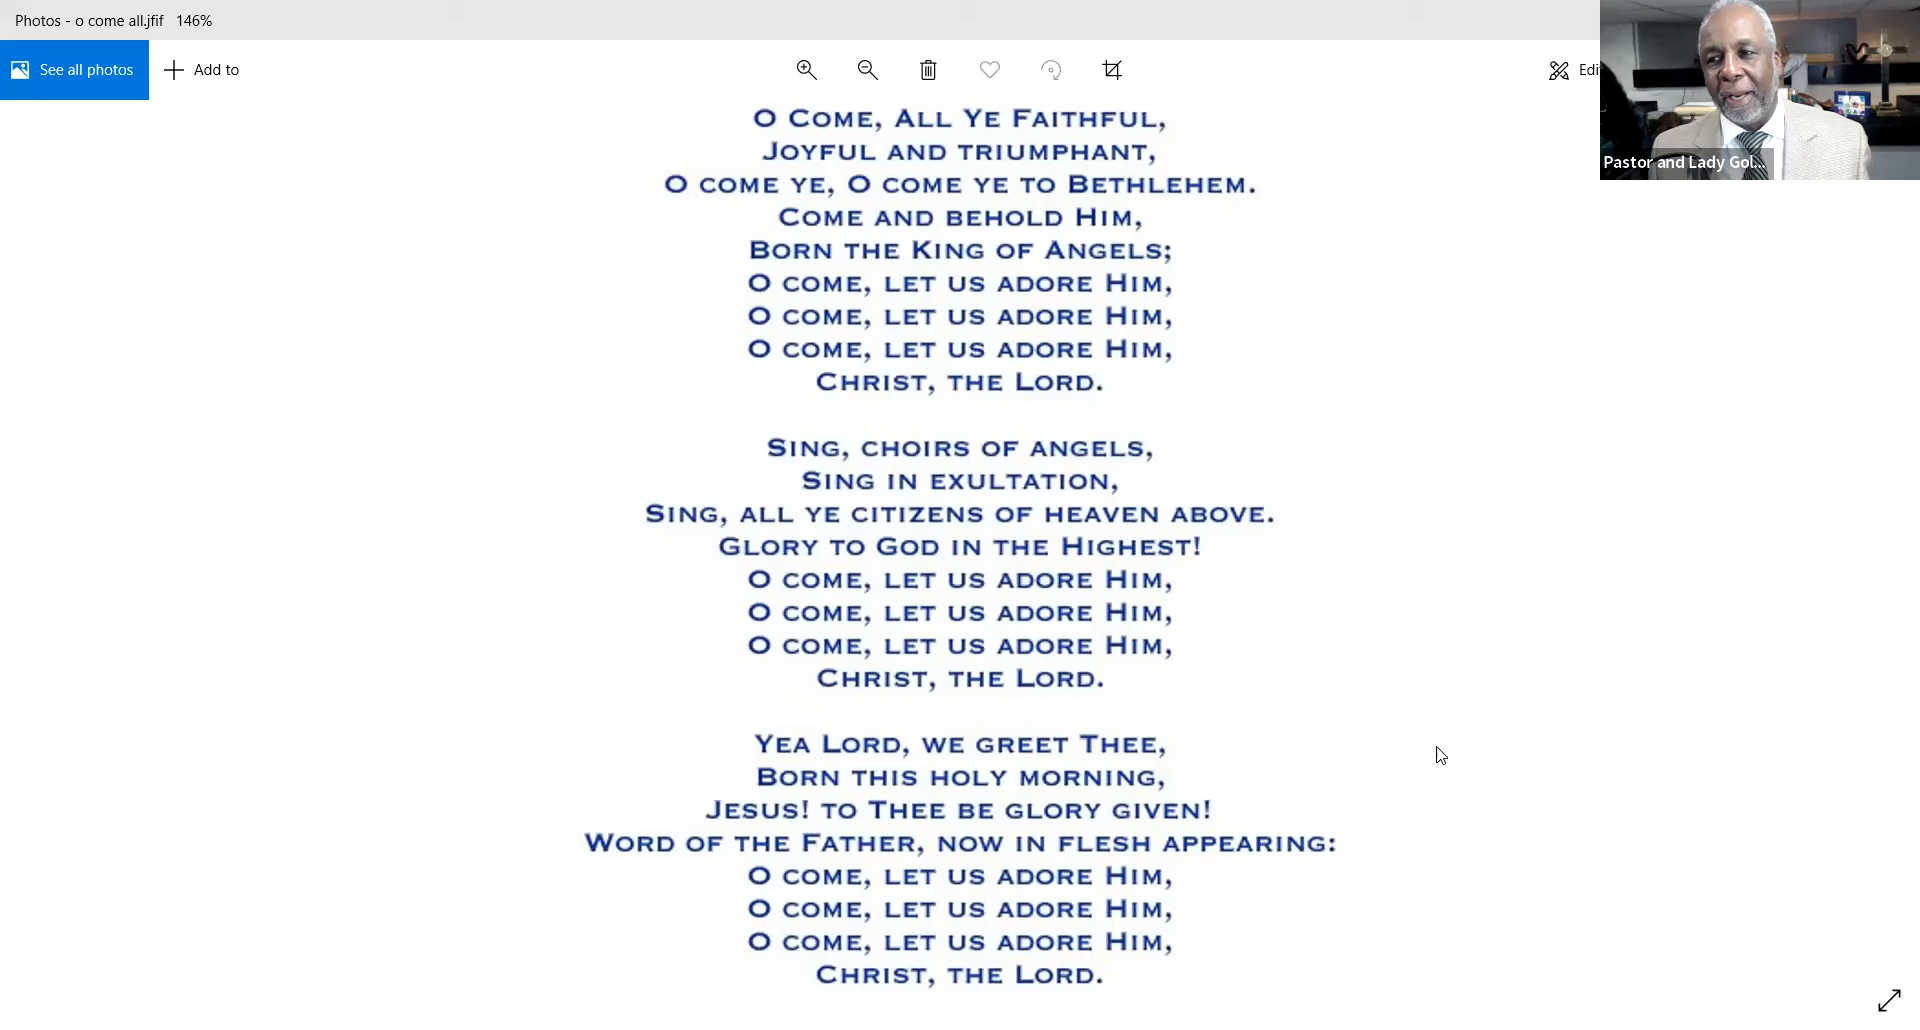 Photos - o come all.jfif 146%
See all photos
Add to
Edi
Pastor and Lady Gol...
O Come, All Ye Faithful,
Joyful and triumphant,
O come ye, O come ye to Bethlehem.
Come and behold Him,
Born the King of Angels;
O come, let us adore Him,
O come, let us adore Him,
O come, let us adore Him,
Christ, the Lord.
Sing, choirs of angels,
Sing in exultation,
Sing, all ye citizens of heaven above.
Glory to God in the Highest!
O come, let us adore Him,
O come, let us adore Him,
O come, let us adore Him,
Christ, the Lord.
Yea Lord, we greet Thee,
Born this holy morning,
Jesus! to Thee be glory given!
Word of the Father, now in flesh appearing:
O come, let us adore Him,
O come, let us adore Him,
O come, let us adore Him,
Christ, the Lord.